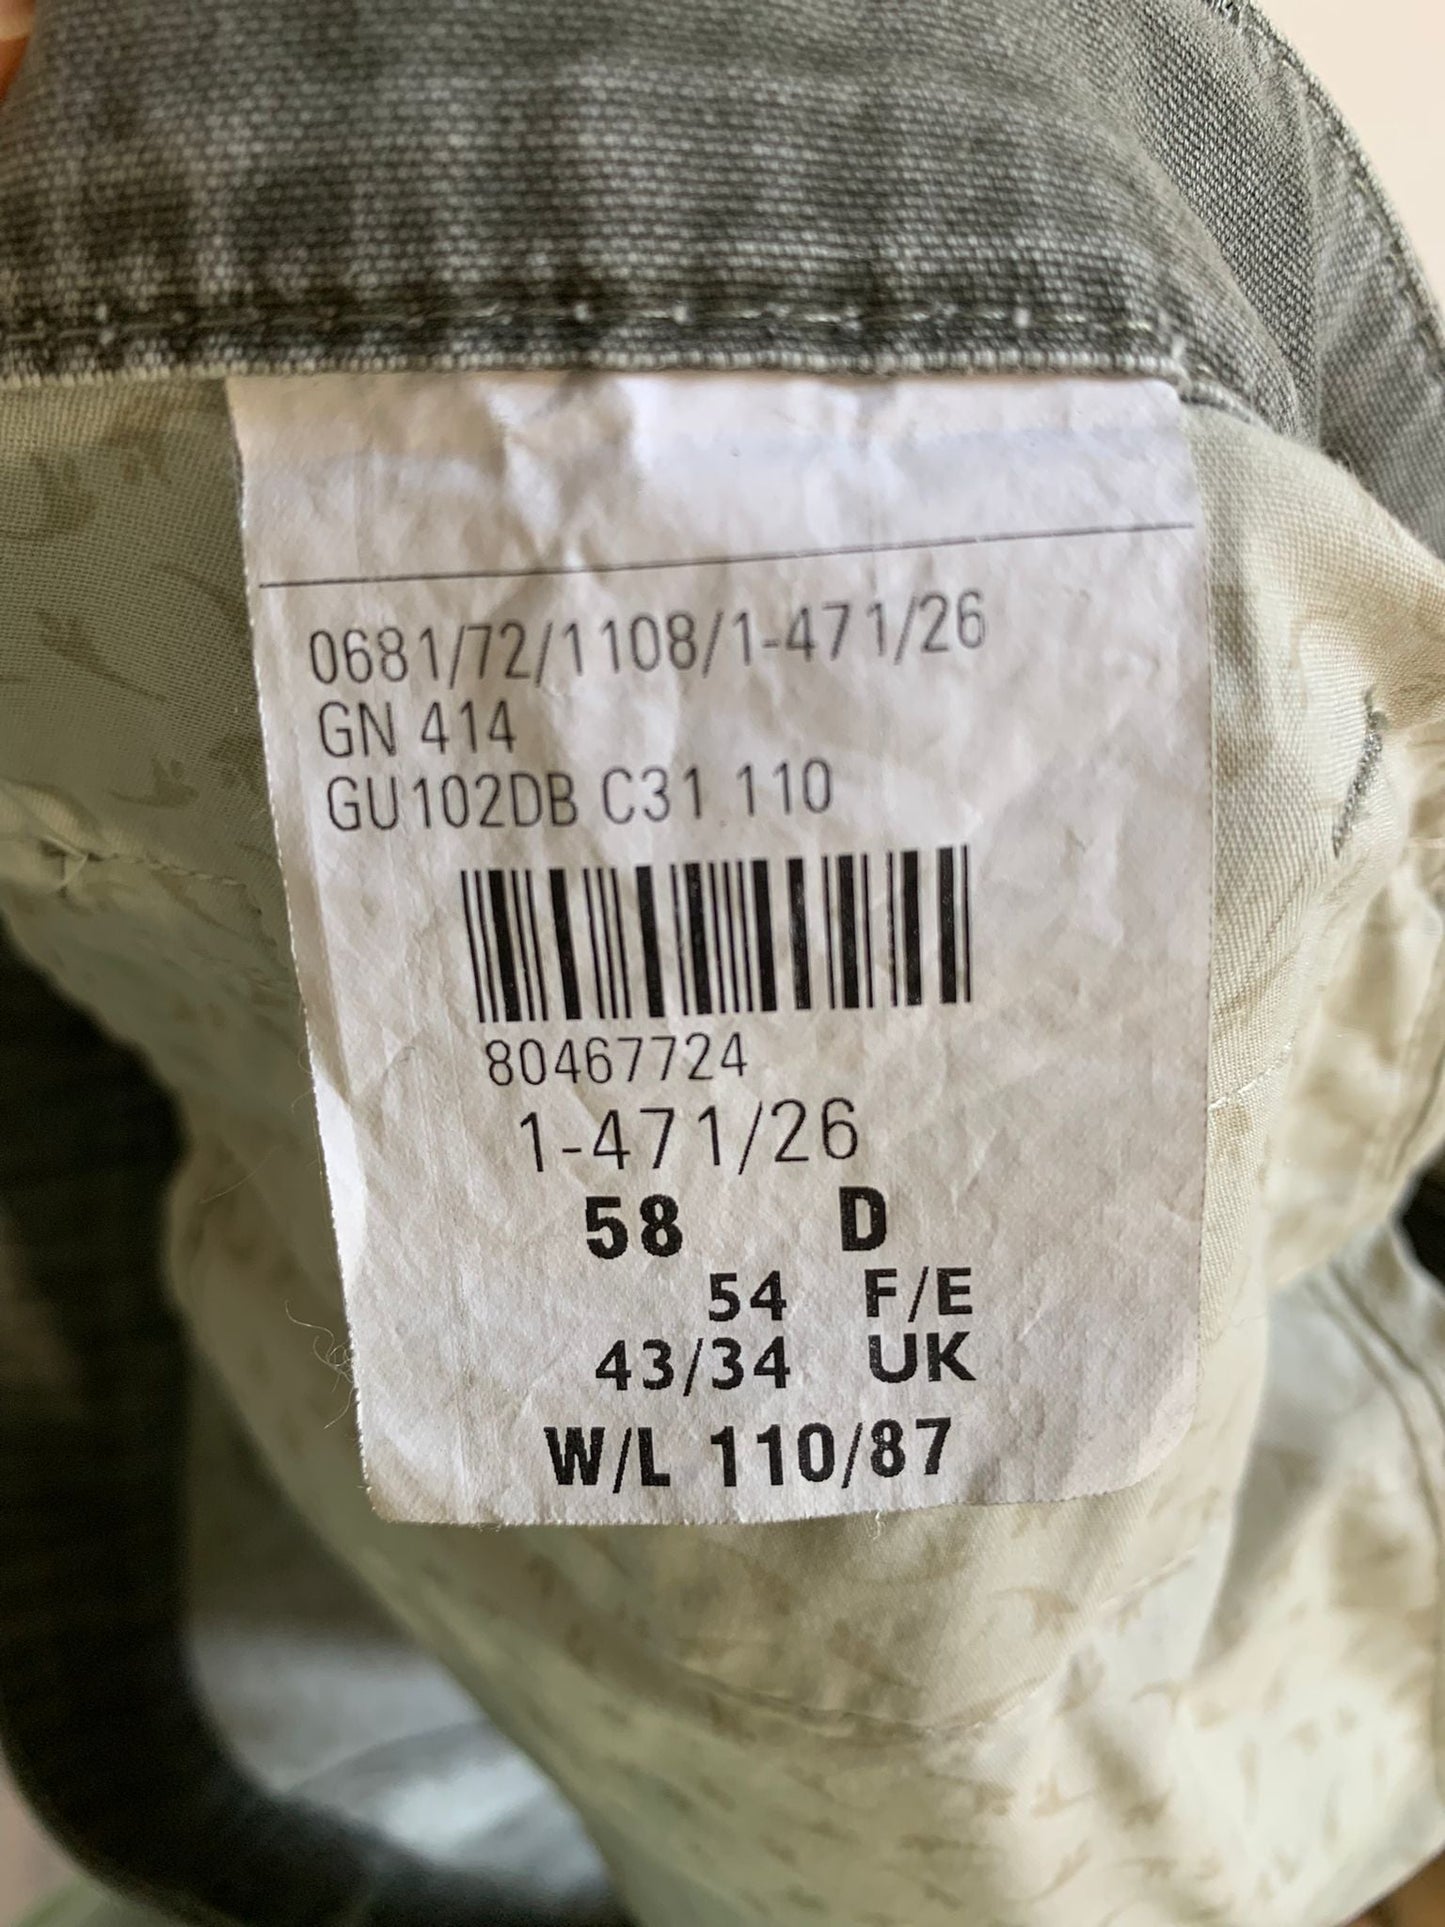 0681/72/1108/1-471/26
GN 414
GU102DB C31 110
80467724
1-471/26
58 D
54 F/E
43/34 UK
W/L 110/87